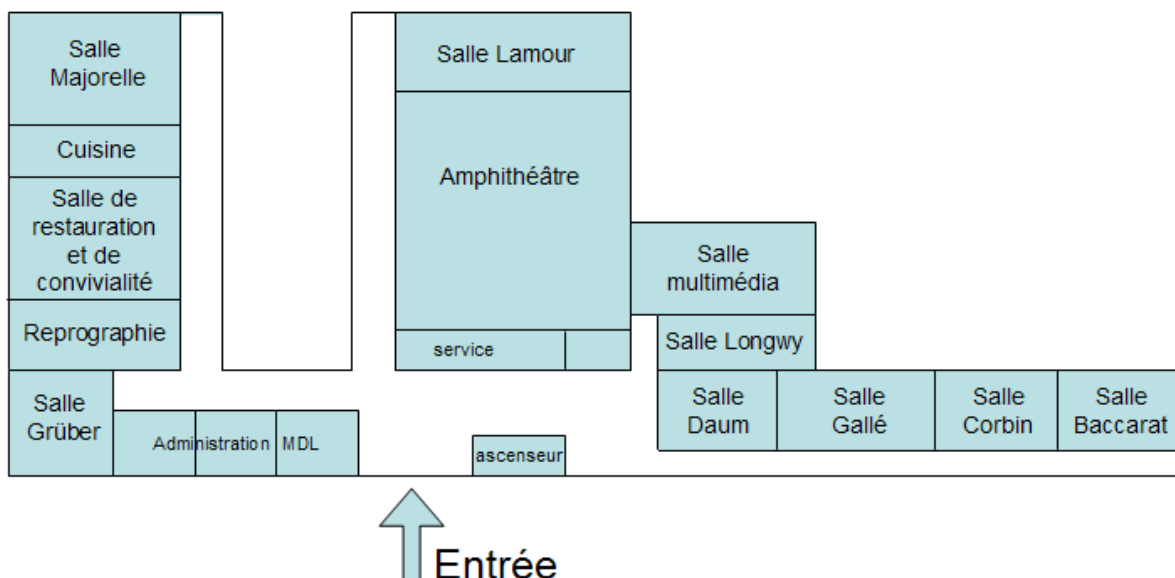 Salle
Majorelle
Salle Lamour
Cuisine
Amphithéâtre
Salle de
restauration
et de
convivialité
Salle
multimédia
Reprographie
service
Salle Longwy
Salle
Grüber
Salle
Daum
Salle
Gallé
Salle
Corbin
Salle
Baccarat
Administration
MDL
ascenseur
Entrée